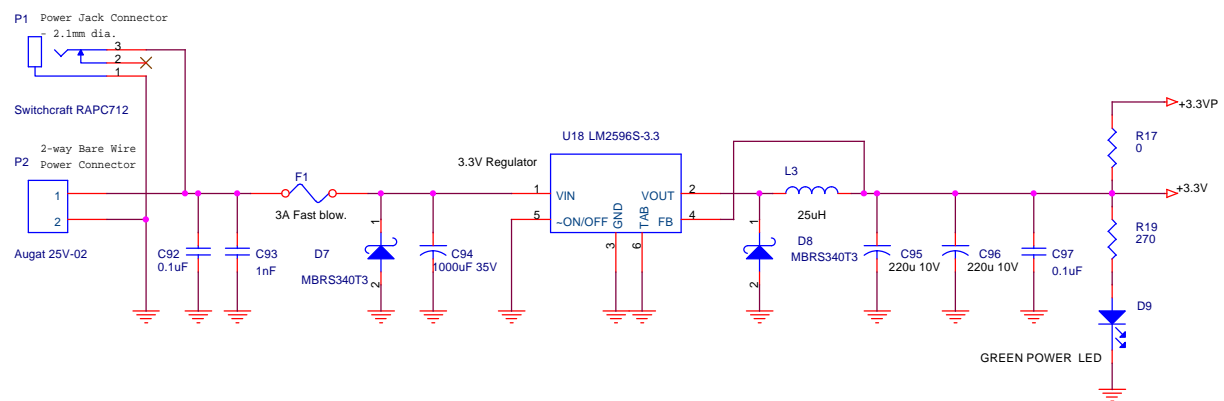 P1 Power Jack Connector
- 2.1mm dia.
3
2
1
Switchcraft RAPC712
P2 2-way Bare Wire
Power Connector
1
2
Augat 25V-02
C92
0.1uF
C93
1nF
F1
3A Fast blow.
D7
1
2
MBRS340T3
C94
1000uF 35V
3.3V Regulator
U18 LM2596S-3.3
1
VIN
5
~ON/OFF
GND
3
TAB
6
VOUT
2
FB
4
L3
25uH
1
2
D8
MBRS340T3
C95
220u 10V
C96
220u 10V
C97
0.1uF
+3.3VP
R17
0
+3.3V
R19
270
D9
GREEN POWER LED